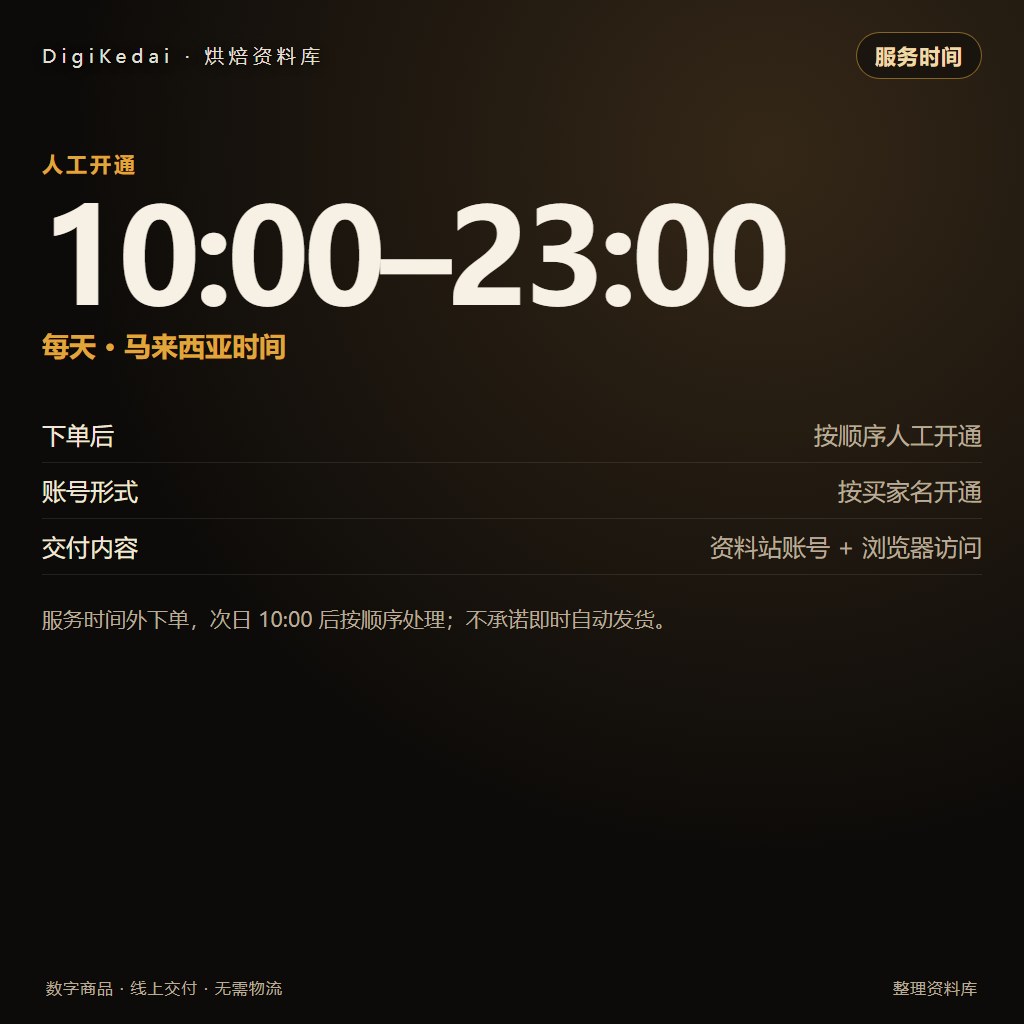 DigiKedai · 烘焙资料库
服务时间
人工开通
10:00–23:00
每天 · 马来西亚时间
下单后 按顺序人工开通
账号形式 按买家名开通
交付内容 资料站账号 + 浏览器访问
服务时间外下单，次日 10:00 后按顺序处理；不承诺即时自动发货。
数字商品 · 线上交付 · 无需物流
整理资料库